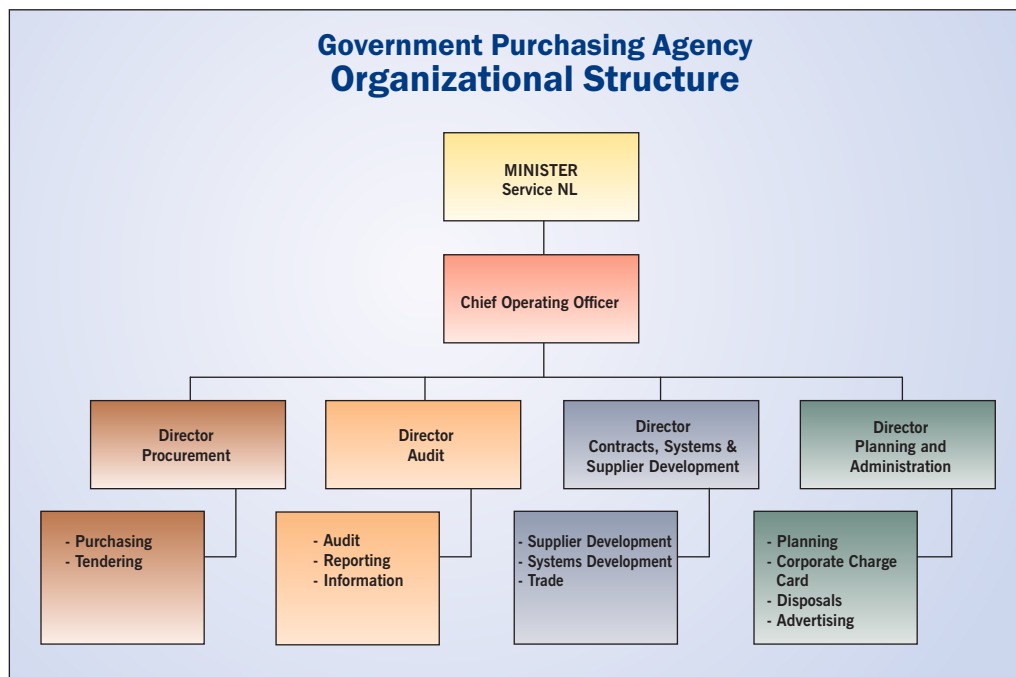 Government Purchasing Agency
Organizational Structure
MINISTER
Service NL
Chief Operating Officer
Director
Procurement
Director
Audit
Director
Contracts, Systems &
Supplier Development
Director
Planning and
Administration
- Purchasing
- Tendering
- Audit
- Reporting
- Information
- Supplier Development
- Systems Development
- Trade
- Planning
- Corporate Charge
Card
- Disposals
- Advertising